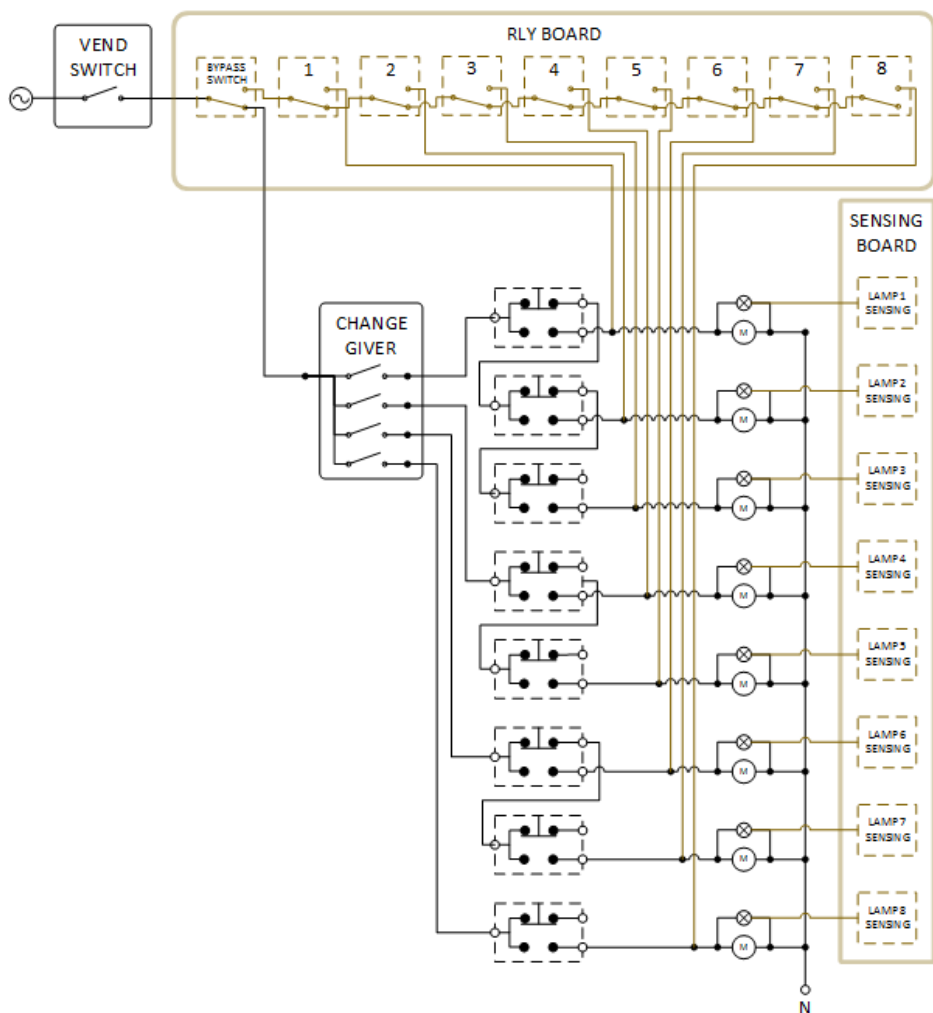 VEND
SWITCH
RLY BOARD
BYPASS
SWITCH
1
2
3
4
5
6
7
8
SENSING
BOARD
CHANGE
GIVER
LAMP1
SENSING
M
LAMP2
SENSING
M
LAMP3
SENSING
M
LAMP4
SENSING
M
LAMP5
SENSING
M
LAMP6
SENSING
M
LAMP7
SENSING
M
LAMP8
SENSING
M
N